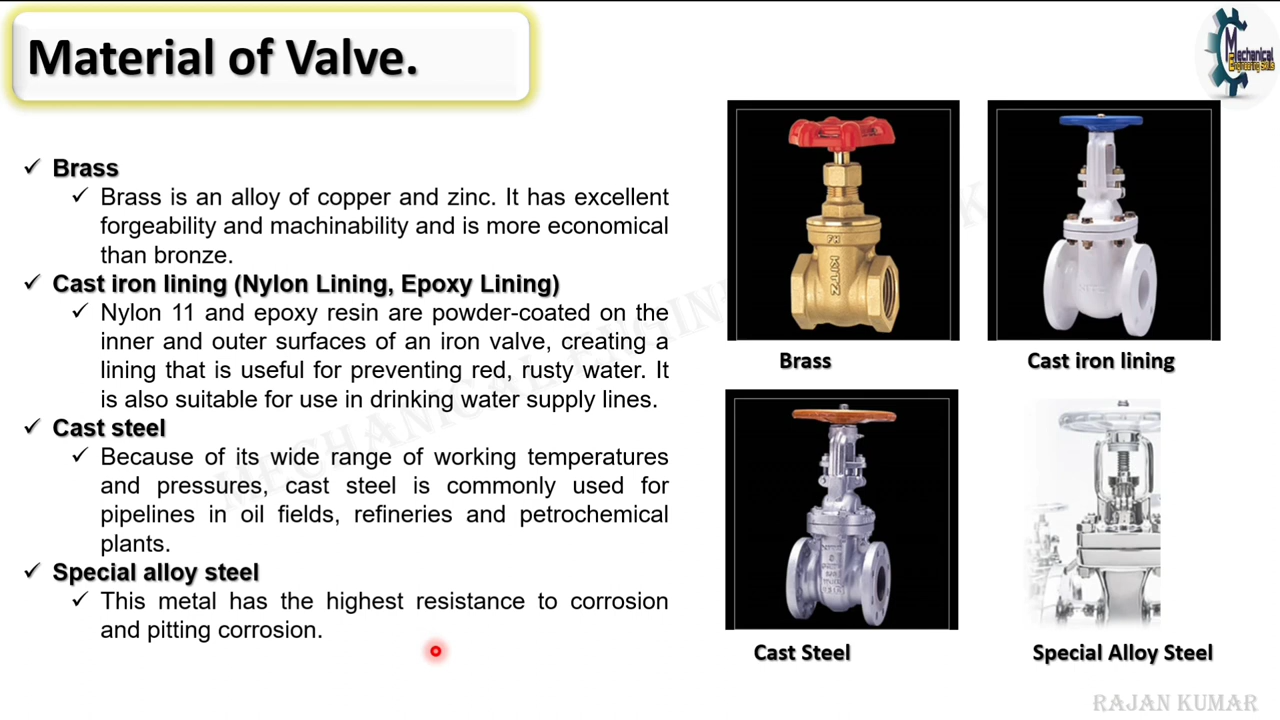 Material of Valve.
Mechanical
Engineering Skills
✓ Brass
✓ Brass is an alloy of copper and zinc. It has excellent
forgeability and machinability and is more economical
than bronze.
✓ Cast iron lining (Nylon Lining, Epoxy Lining)
✓ Nylon 11 and epoxy resin are powder-coated on the
inner and outer surfaces of an iron valve, creating a
lining that is useful for preventing red, rusty water. It
is also suitable for use in drinking water supply lines.
✓ Cast steel
✓ Because of its wide range of working temperatures
and pressures, cast steel is commonly used for
pipelines in oil fields, refineries and petrochemical
plants.
✓ Special alloy steel
✓ This metal has the highest resistance to corrosion
and pitting corrosion.
FH
KITZ
Brass
Cast iron lining
Cast Steel
Special Alloy Steel
RAJAN KUMAR